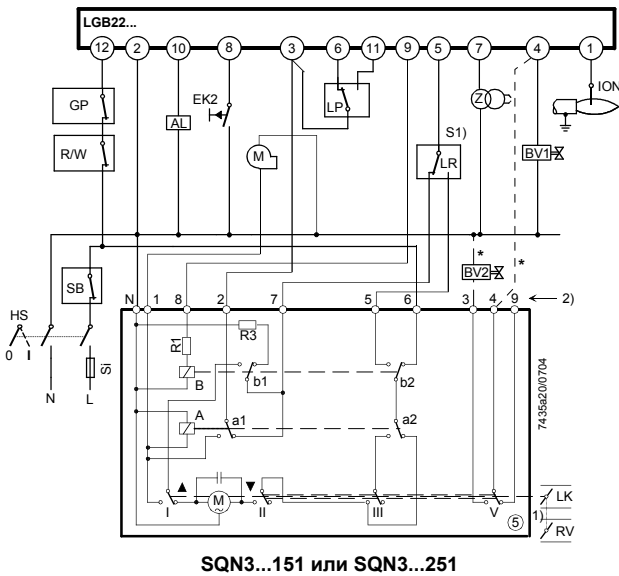 LGB22...
12 2 10 8 3 6 11 9 5 7 4 1
ION
GP
EK2
LP
Z
AL
S1)
R/W
M
LR
BV1
*
*
SB
BV2
HS
N 1 8 2 7 5 6 3 4 9 2)
0 I
Si
R3
R1
N L
B b1 b2
A a1 a2
7435a20/0704
I M II III V LK
1)
5 RV
SQN3...151 или SQN3...251